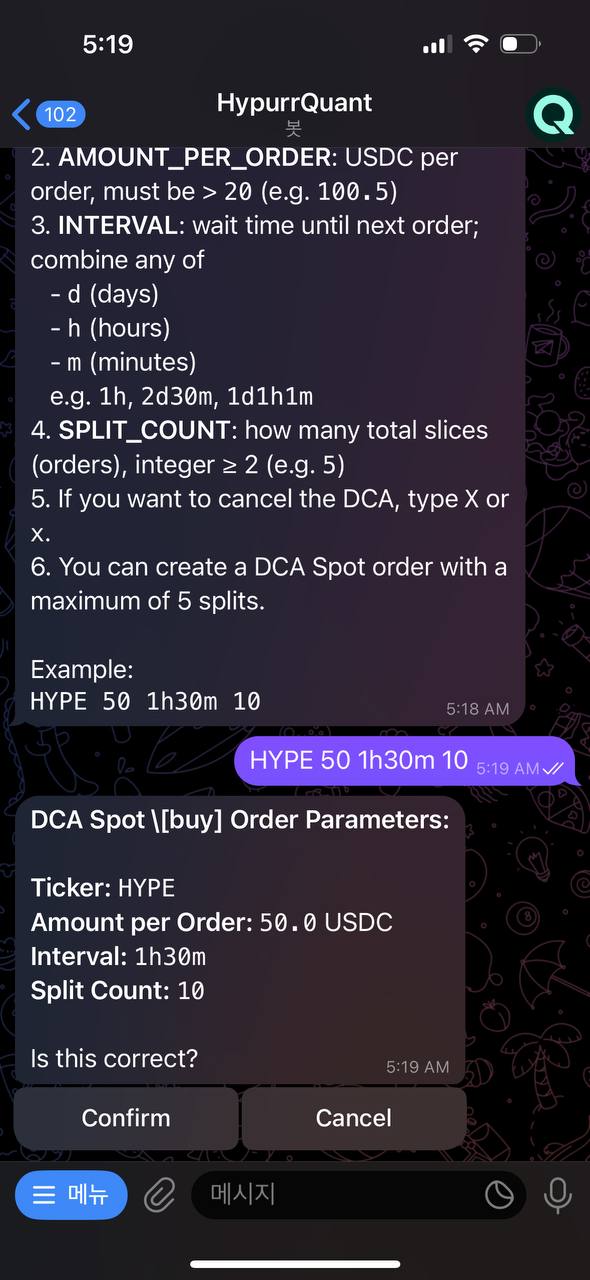 5:19
102
HypurrQuant
봇
2. AMOUNT_PER_ORDER: USDC per
order, must be > 20 (e.g. 100.5)
3. INTERVAL: wait time until next order;
combine any of
- d (days)
- h (hours)
- m (minutes)
e.g. 1h, 2d30m, 1d1h1m
4. SPLIT_COUNT: how many total slices
(orders), integer ≥ 2 (e.g. 5)
5. If you want to cancel the DCA, type X or
x.
6. You can create a DCA Spot order with a
maximum of 5 splits.
Example:
HYPE 50 1h30m 10
5:18 AM
HYPE 50 1h30m 10 5:19 AM
DCA Spot \[buy] Order Parameters:
Ticker: HYPE
Amount per Order: 50.0 USDC
Interval: 1h30m
Split Count: 10
Is this correct?
5:19 AM
Confirm Cancel
메뉴 메시지